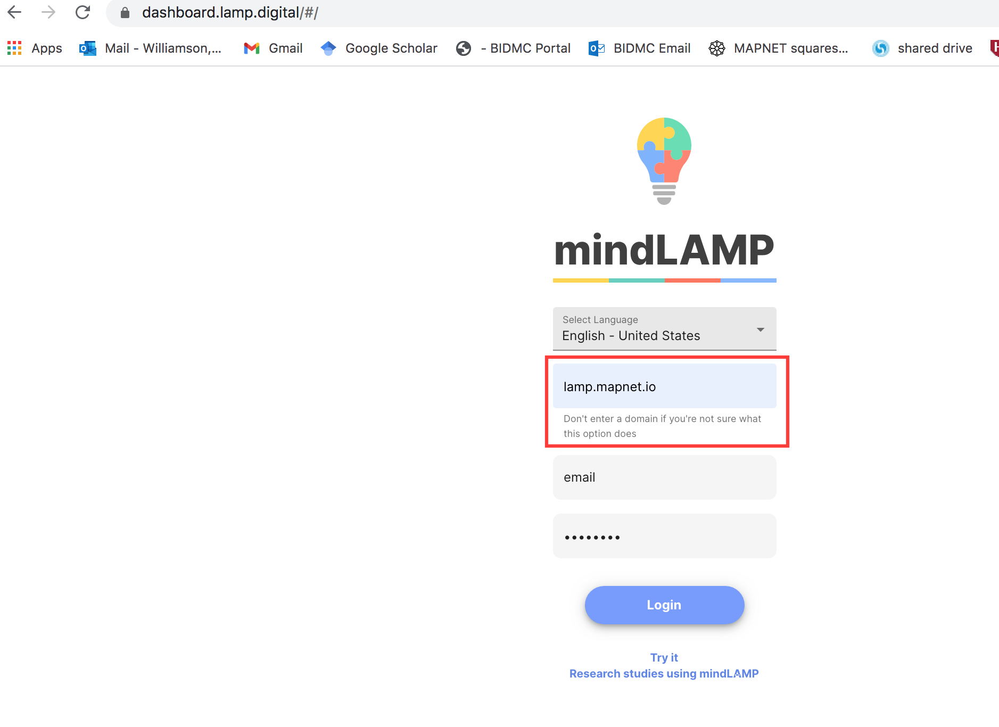 dashboard.lamp.digital/#/
Apps Mail - Williamson,... Gmail Google Scholar - BIDMC Portal BIDMC Email MAPNET squares... shared drive
mindLAMP
Select Language
English - United States
lamp.mapnet.io
Don't enter a domain if you're not sure what
this option does
email
••••••••
Login
Try it
Research studies using mindLAMP